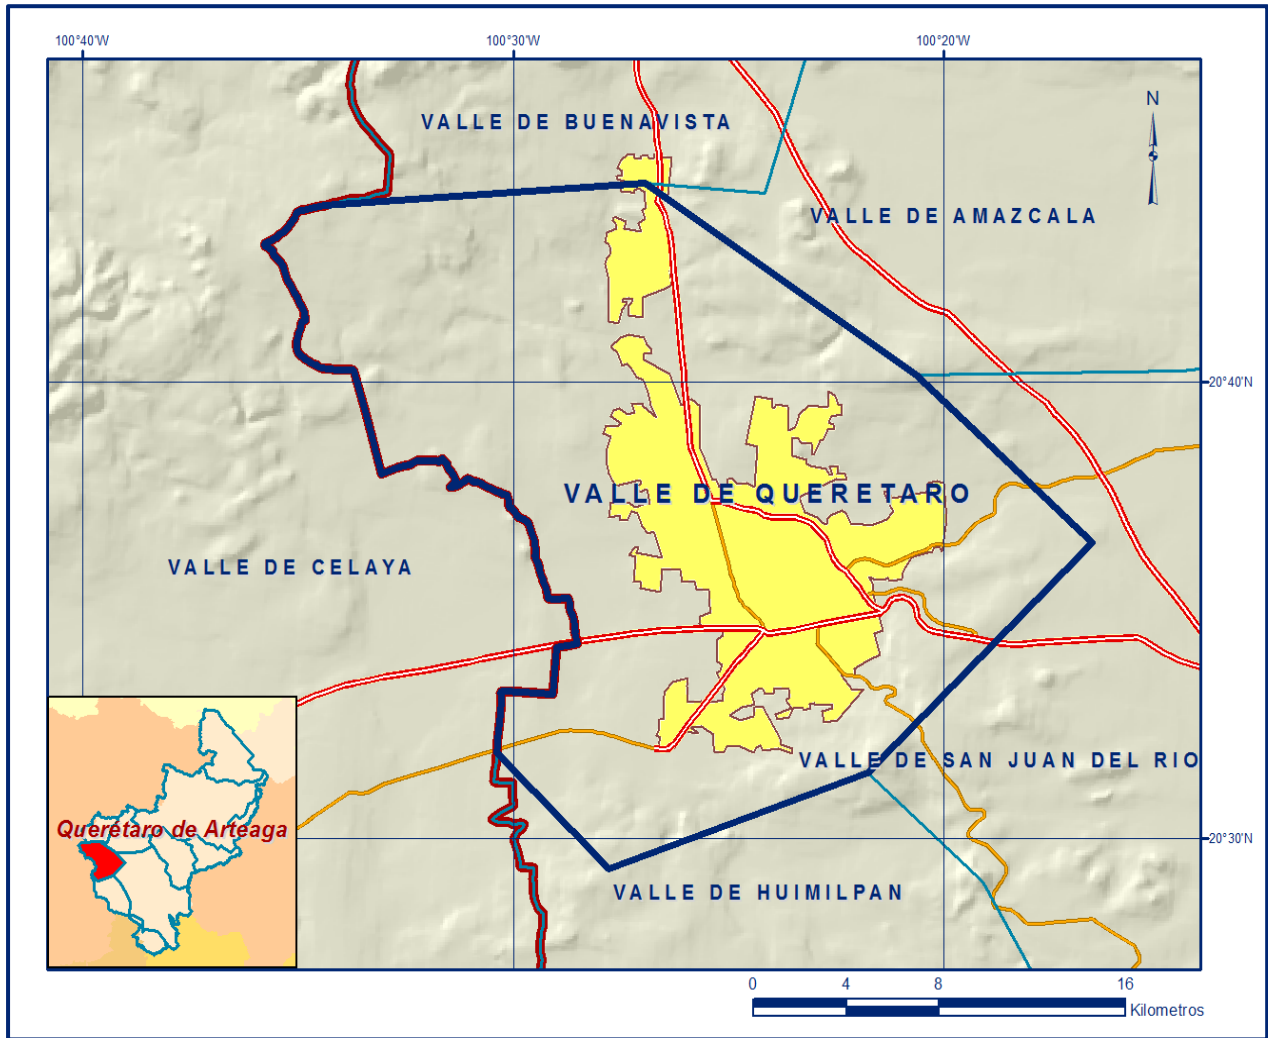 100°40'W
100°30'W
100°20'W
N
VALLE DE BUENAVISTA
VALLE DE AMAZCALA
20°40'N
VALLE DE QUERETARO
VALLE DE CELAYA
VALLE DE SAN JUAN DEL RIO
Querétaro de Arteaga
20°30'N
VALLE DE HUIMILPAN
0 4 8 16
Kilometros